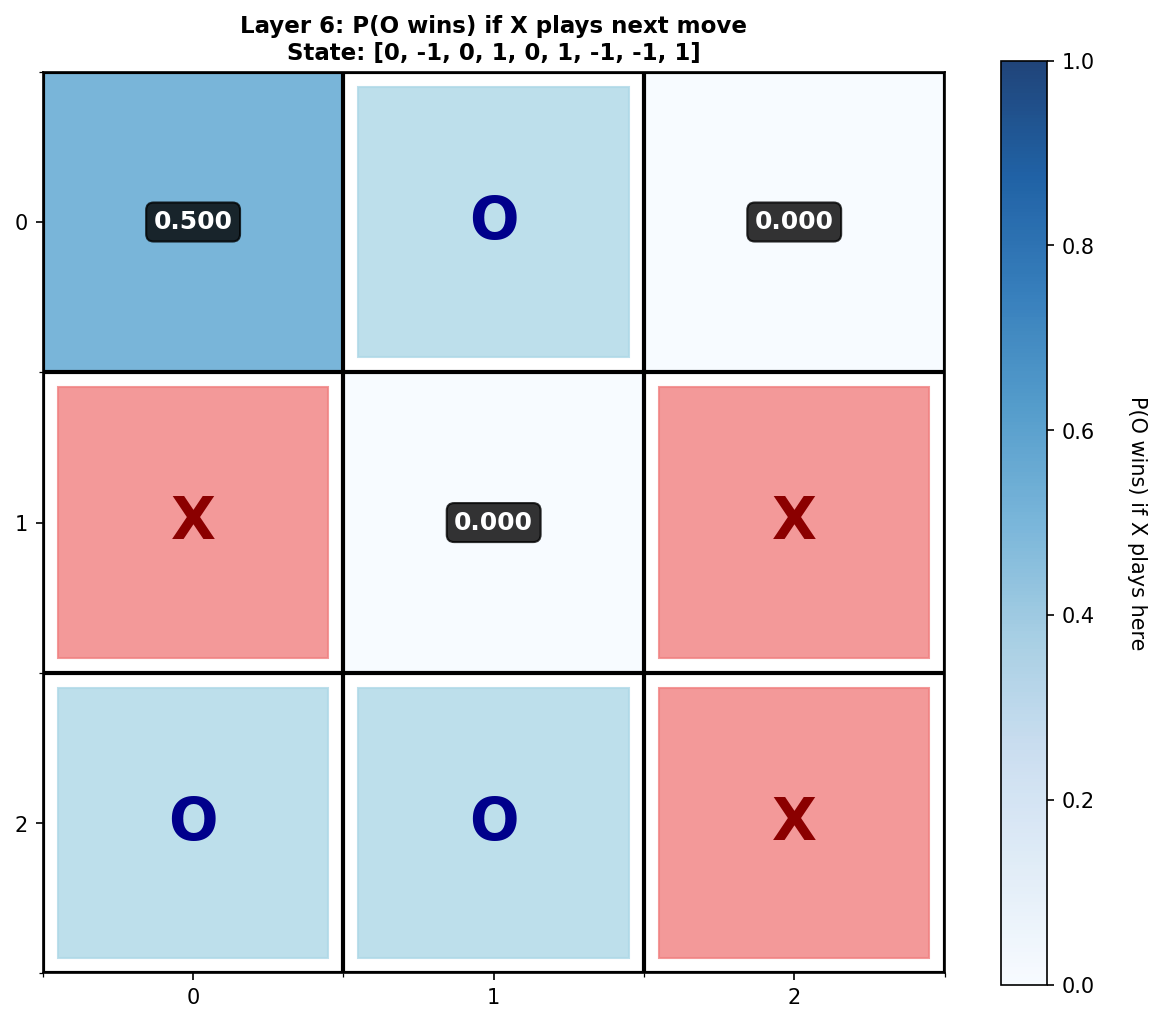 Layer 6: P(O wins) if X plays next move
State: [0, -1, 0, 1, 0, 1, -1, -1, 1]
0.500
O
0.000
X
0.000
X
O
O
X
0
1
2
0
1
2
1.0
0.8
0.6
0.4
0.2
0.0
P(O wins) if X plays here